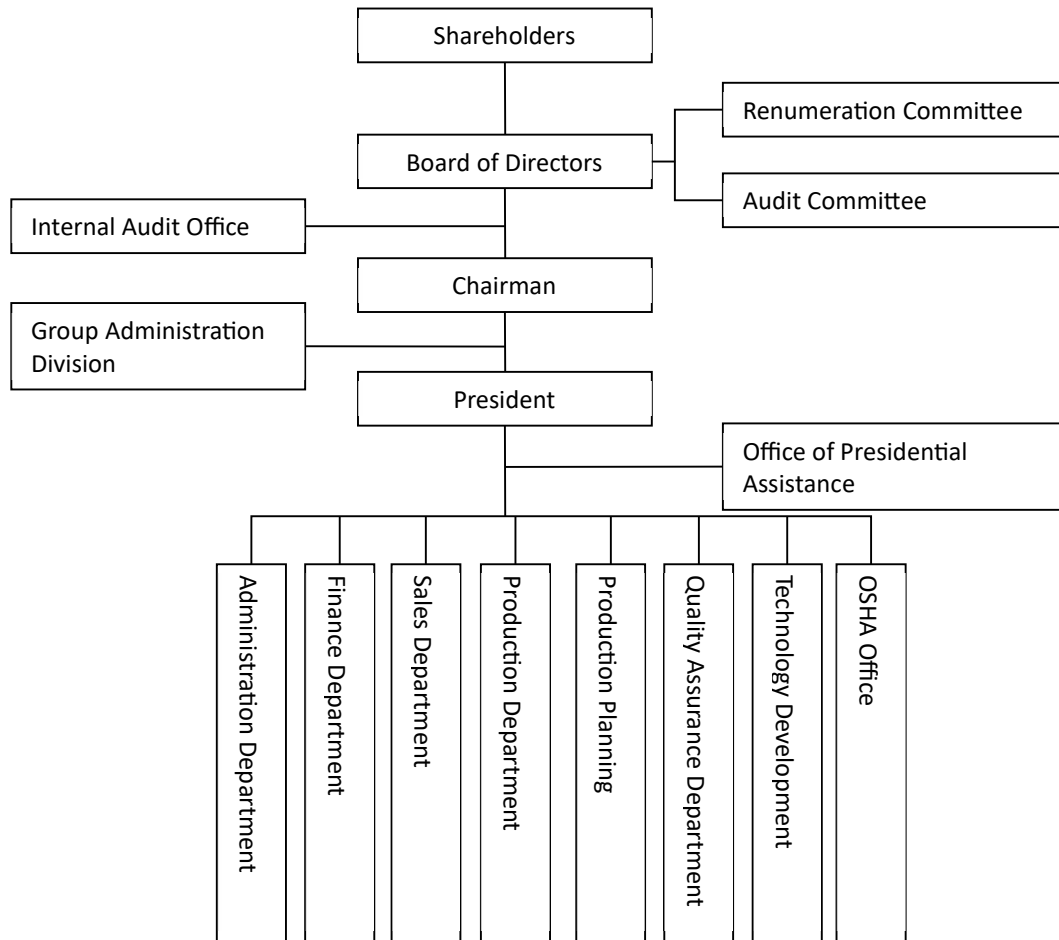 Shareholders
Renumeration Committee
Board of Directors
Audit Committee
Internal Audit Office
Chairman
Group Administration
Division
President
Office of Presidential
Assistance
Administration Department
Finance Department
Sales Department
Production Department
Production Planning
Quality Assurance Department
Technology Development
OSHA Office